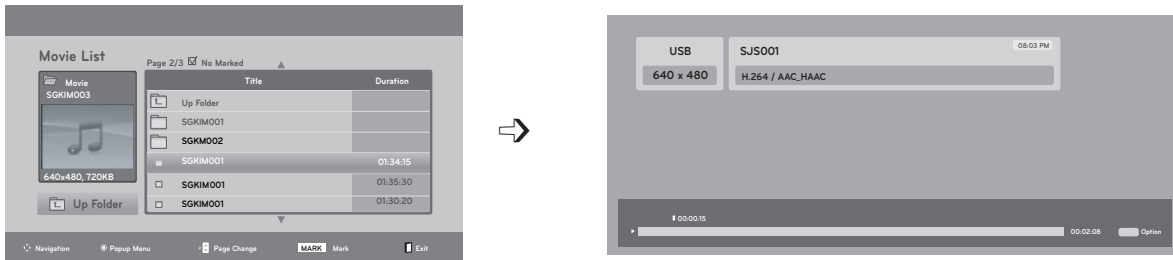 Movie List
Page 2/3 ☑ No Marked
Movie
SGKIM003
640x480, 720KB
Up Folder
Title Duration
Up Folder
SGKIM001
SGKM002
SGKIM001 01:34:15
SGKIM001 01:35:30
SGKIM001 01:30:20
Navigation Popup Menu Page Change MARK Mark Exit
USB
640 x 480
SJS001 08:03 PM
H.264 / AAC_HAAC
00:00:15
00:02:08 Option